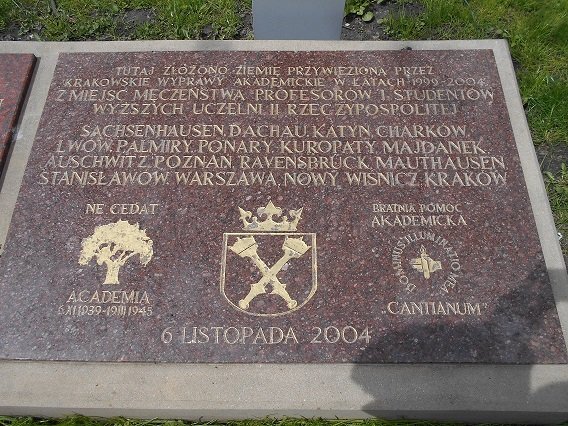 TUTAJ ZŁOŻONO ZIEMIĘ PRZYWIEZIONĄ PRZEZ
KRAKOWSKIE WYPRAWY AKADEMICKIE W LATACH 1999-2004
Z MIEJSC MĘCZEŃSTWA PROFESORÓW I STUDENTÓW
WYŻSZYCH UCZELNI II RZECZYPOSPOLITEJ
SACHSENHAUSEN, DACHAU, KATYŃ, CHARKÓW,
LWÓW, PALMIRY, PONARY, KUROPATY, MAJDANEK,
AUSCHWITZ, POZNAŃ, RAVENSBRÜCK, MAUTHAUSEN
STANISŁAWÓW, WARSZAWA, NOWY WIŚNICZ, KRAKÓW
NE CEDAT
ACADEMIA
6 XI 1939-19 III 1945
BRATNIA POMOC
AKADEMICKA
DOMINUS ILLUMINATIO MEA
"CANTIANUM"
6 LISTOPADA 2004